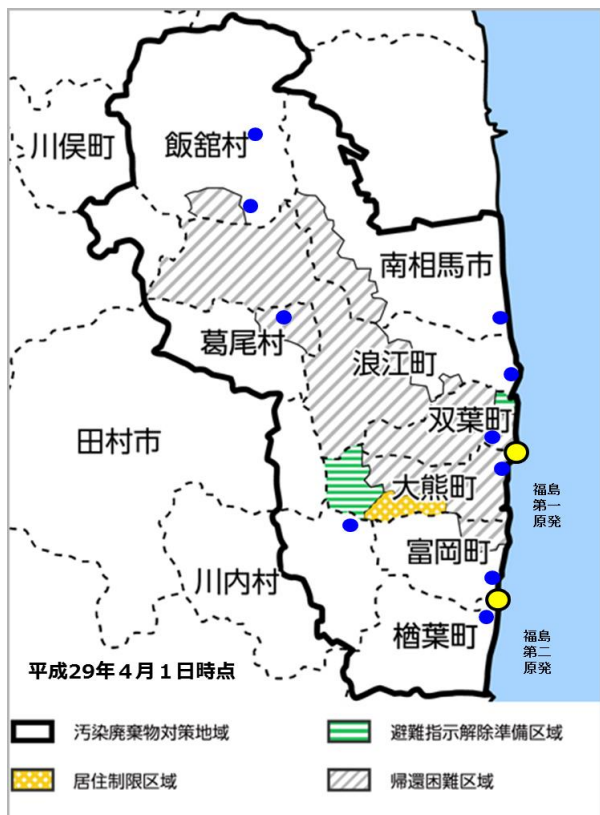 川俣町
飯舘村
南相馬市
葛尾村
浪江町
双葉町
田村市
大熊町
福島
第一
原発
富岡町
川内村
楢葉町
福島
第二
原発
平成29年4月1日時点
汚染廃棄物対策地域
避難指示解除準備区域
居住制限区域
帰還困難区域